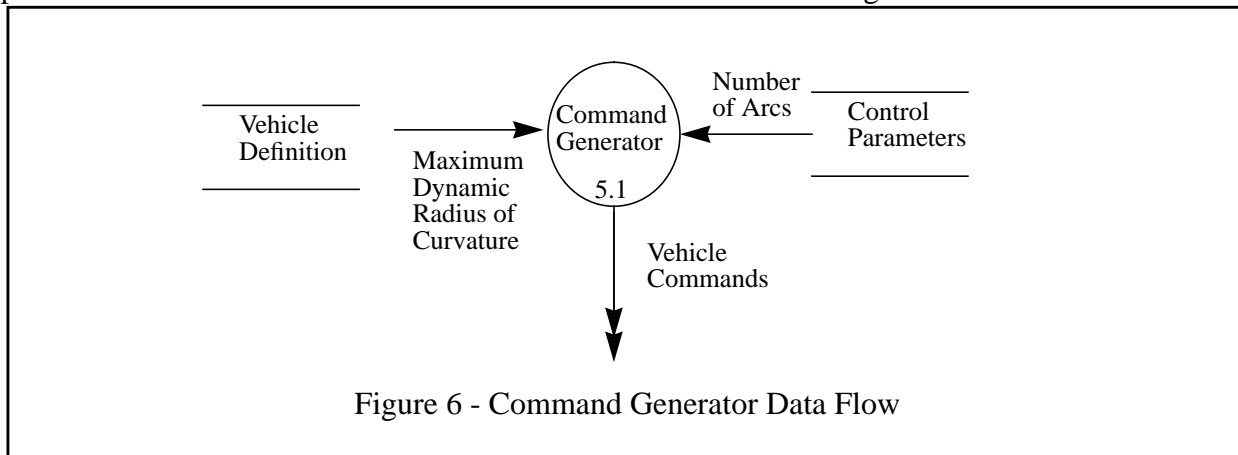 Vehicle
Definition
Maximum
Dynamic
Radius of
Curvature
Command
Generator
5.1
Number
of Arcs
Control
Parameters
Vehicle
Commands
Figure 6 - Command Generator Data Flow